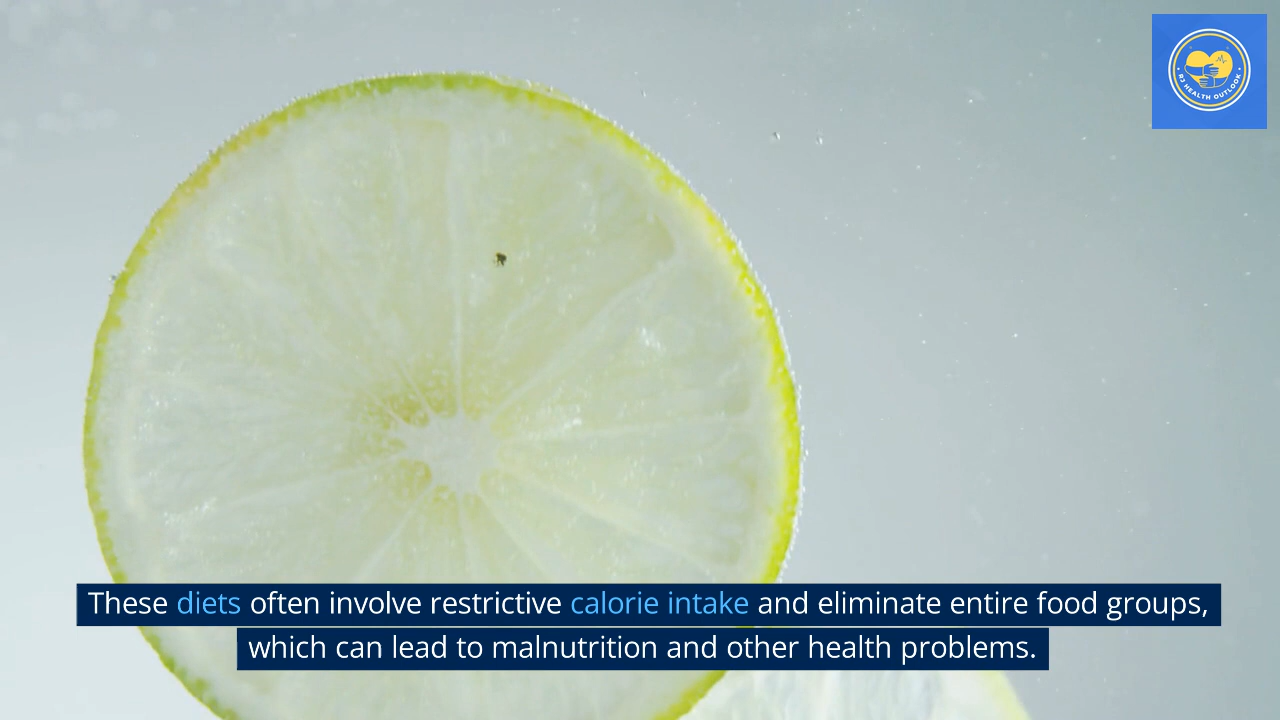 RJ HEALTH OUTLOOK
These diets often involve restrictive calorie intake and eliminate entire food groups,
which can lead to malnutrition and other health problems.